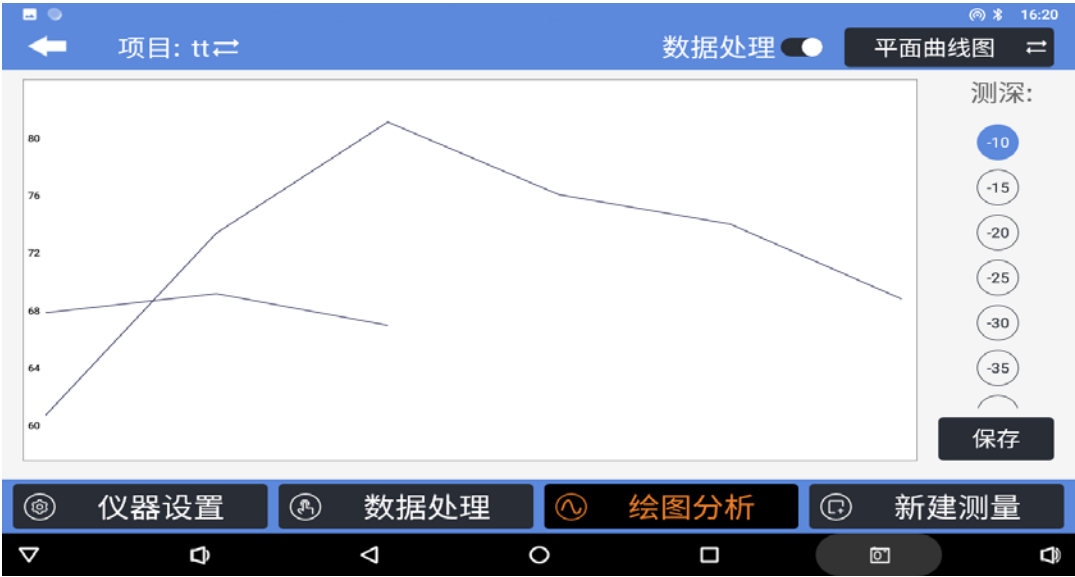 16:20
项目: tt
数据处理
平面曲线图
测深:
80
76
72
68
64
60
-10
-15
-20
-25
-30
-35
保存
仪器设置
数据处理
绘图分析
新建测量